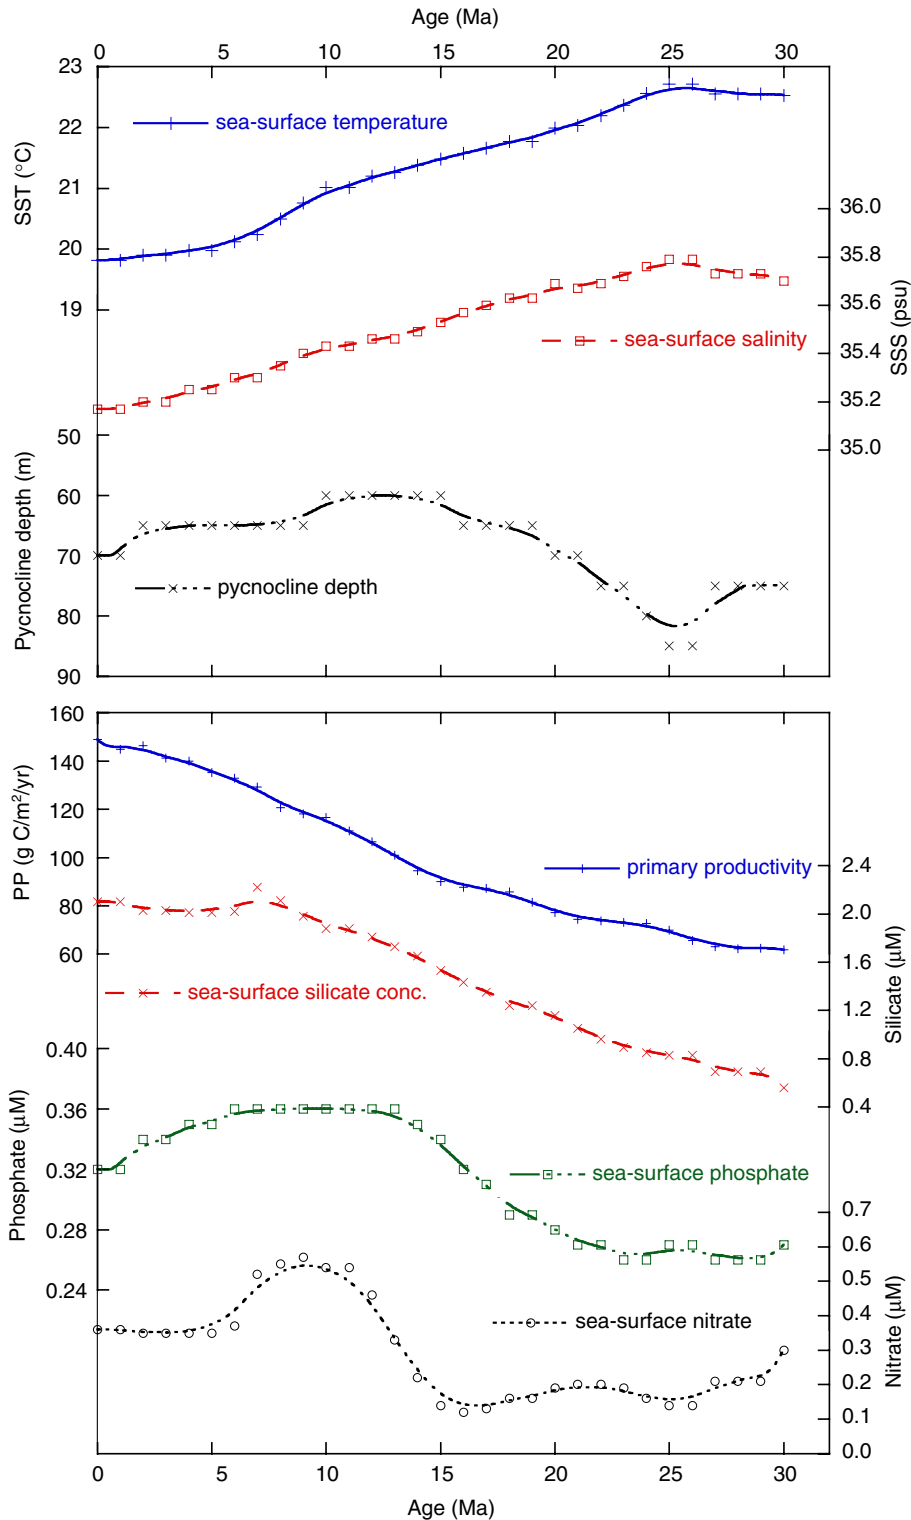 Age (Ma)
0 5 10 15 20 25 30
23
22
21
20
19
SST (°C)
sea-surface temperature
36.0
35.8
35.6
35.4
35.2
35.0
SSS (psu)
sea-surface salinity
50
60
70
80
90
Pycnocline depth (m)
pycnocline depth
160
140
120
100
80
60
PP (g C/m²/yr)
primary productivity
2.4
2.0
1.6
1.2
0.8
0.4
Silicate (µM)
sea-surface silicate conc.
0.40
0.36
0.32
0.28
0.24
Phosphate (µM)
sea-surface phosphate
0.7
0.6
0.5
0.4
0.3
0.2
0.1
0.0
Nitrate (µM)
sea-surface nitrate
0 5 10 15 20 25 30
Age (Ma)